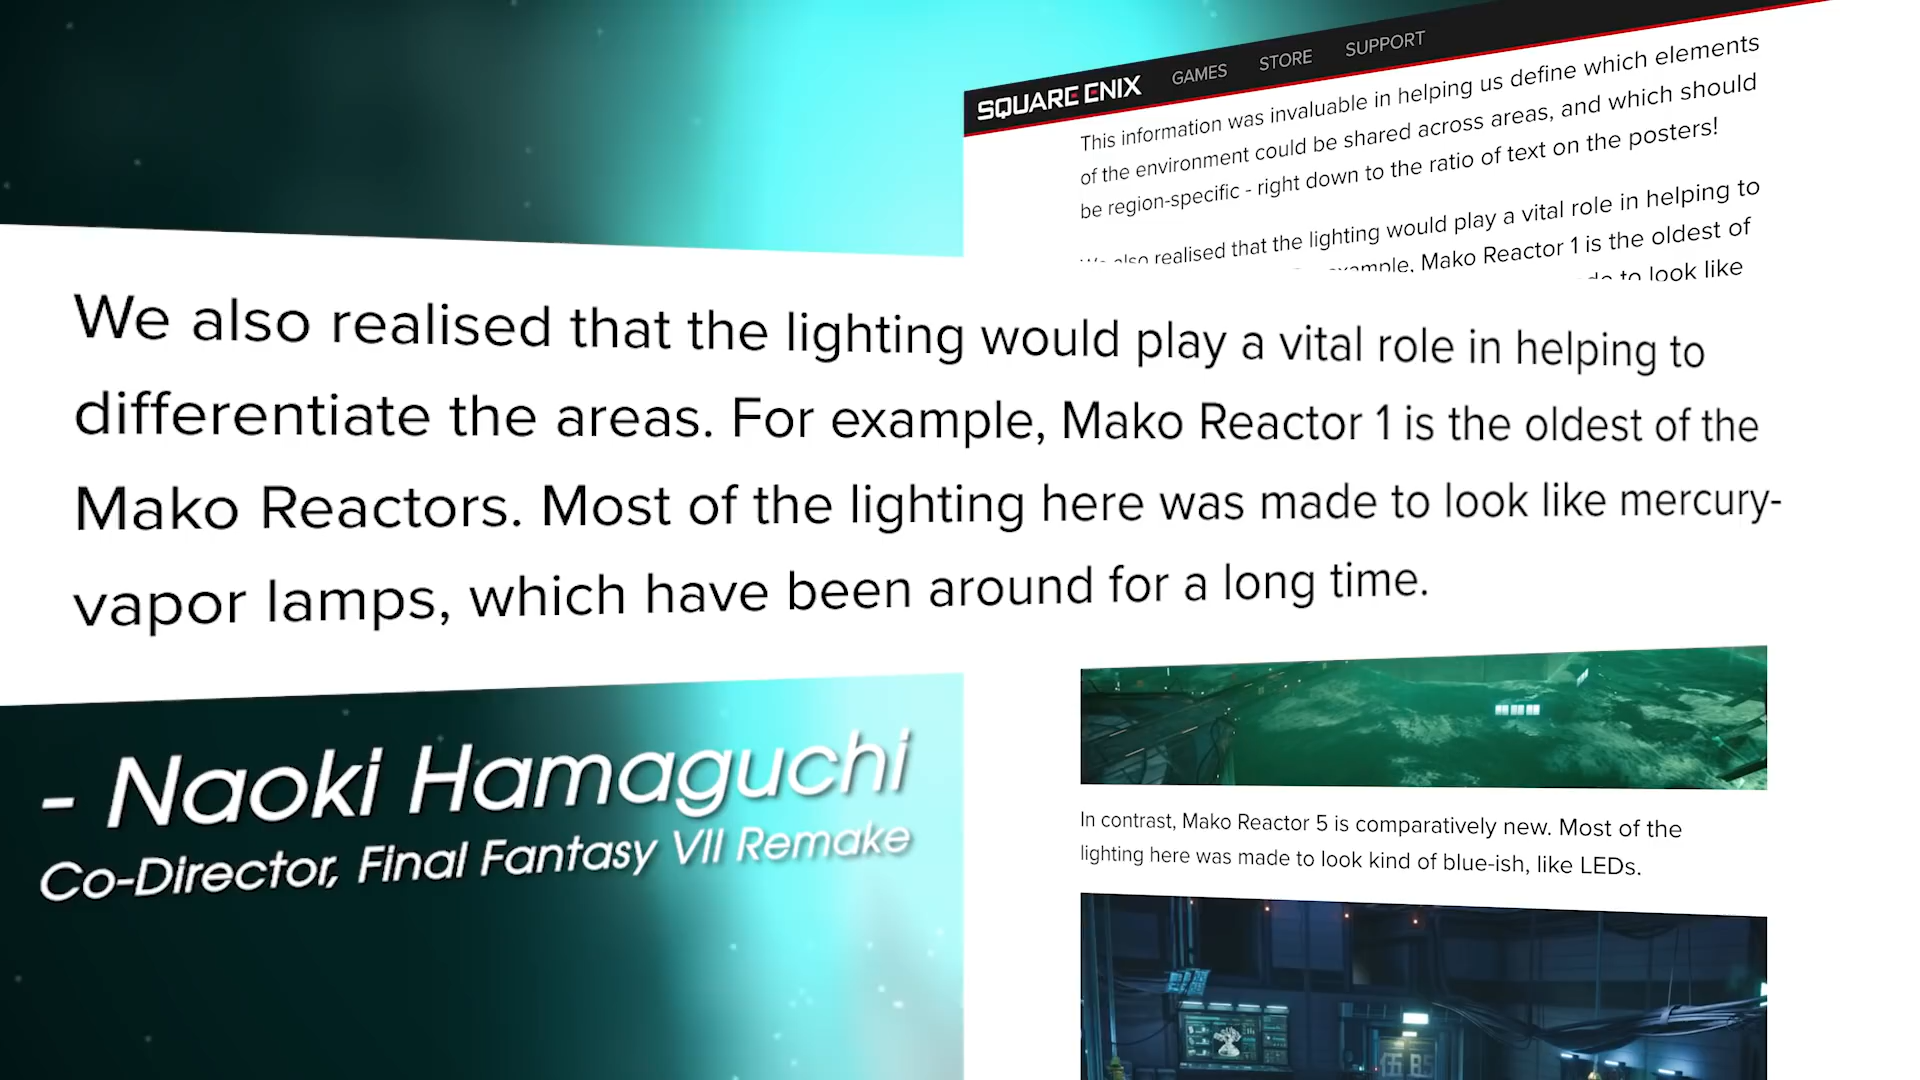 SQUARE ENIX GAMES STORE SUPPORT
This information was invaluable in helping us define which elements
of the environment could be shared across areas, and which should
be region-specific - right down to the ratio of text on the posters!
We also realised that the lighting would play a vital role in helping to
example, Mako Reactor 1 is the oldest of
to look like
We also realised that the lighting would play a vital role in helping to
differentiate the areas. For example, Mako Reactor 1 is the oldest of the
Mako Reactors. Most of the lighting here was made to look like mercury-
vapor lamps, which have been around for a long time.
- Naoki Hamaguchi
Co-Director, Final Fantasy VII Remake
In contrast, Mako Reactor 5 is comparatively new. Most of the
lighting here was made to look kind of blue-ish, like LEDs.
伍 B5